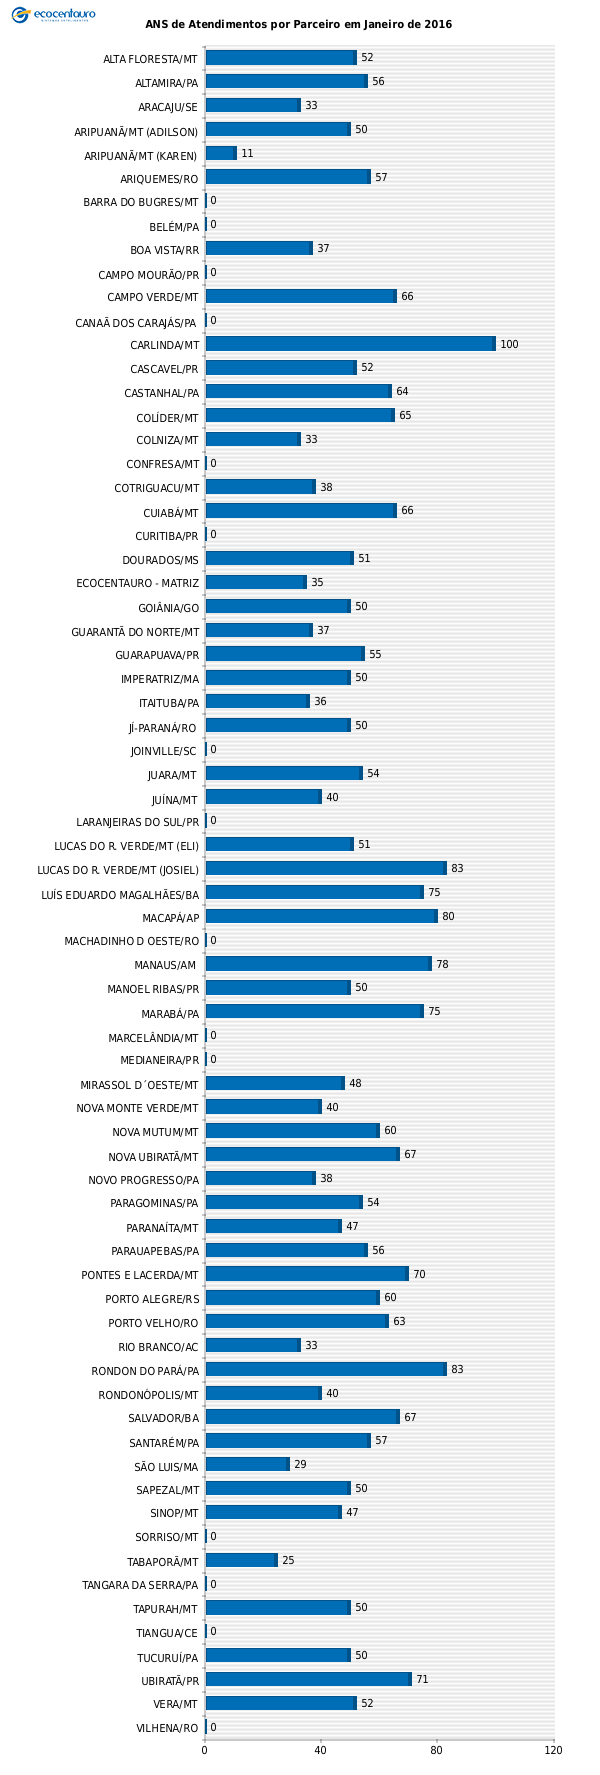 ecocentauro
ANS de Atendimentos por Parceiro em Janeiro de 2016
ALTA FLORESTA/MT 52
ALTAMIRA/PA 56
ARACAJU/SE 33
ARIPUANÃ/MT (ADILSON) 50
ARIPUANÃ/MT (KAREN) 11
ARIQUEMES/RO 57
BARRA DO BUGRES/MT 0
BELÉM/PA 0
BOA VISTA/RR 37
CAMPO MOURÃO/PR 0
CAMPO VERDE/MT 66
CANAÃ DOS CARAJÁS/PA 0
CARLINDA/MT 100
CASCAVEL/PR 52
CASTANHAL/PA 64
COLÍDER/MT 65
COLNIZA/MT 33
CONFRESA/MT 0
COTRIGUACU/MT 38
CUIABÁ/MT 66
CURITIBA/PR 0
DOURADOS/MS 51
ECOCENTAURO - MATRIZ 35
GOIÂNIA/GO 50
GUARANTÃ DO NORTE/MT 37
GUARAPUAVA/PR 55
IMPERATRIZ/MA 50
ITAITUBA/PA 36
JÍ-PARANÁ/RO 50
JOINVILLE/SC 0
JUARA/MT 54
JUÍNA/MT 40
LARANJEIRAS DO SUL/PR 0
LUCAS DO R. VERDE/MT (ELI) 51
LUCAS DO R. VERDE/MT (JOSIEL) 83
LUÍS EDUARDO MAGALHÃES/BA 75
MACAPÁ/AP 80
MACHADINHO D OESTE/RO 0
MANAUS/AM 78
MANOEL RIBAS/PR 50
MARABÁ/PA 75
MARCELÂNDIA/MT 0
MEDIANEIRA/PR 0
MIRASSOL D´OESTE/MT 48
NOVA MONTE VERDE/MT 40
NOVA MUTUM/MT 60
NOVA UBIRATÃ/MT 67
NOVO PROGRESSO/PA 38
PARAGOMINAS/PA 54
PARANAÍTA/MT 47
PARAUAPEBAS/PA 56
PONTES E LACERDA/MT 70
PORTO ALEGRE/RS 60
PORTO VELHO/RO 63
RIO BRANCO/AC 33
RONDON DO PARÁ/PA 83
RONDONÓPOLIS/MT 40
SALVADOR/BA 67
SANTARÉM/PA 57
SÃO LUIS/MA 29
SAPEZAL/MT 50
SINOP/MT 47
SORRISO/MT 0
TABAPORÃ/MT 25
TANGARA DA SERRA/PA 0
TAPURAH/MT 50
TIANGUA/CE 0
TUCURUÍ/PA 50
UBIRATÃ/PR 71
VERA/MT 52
VILHENA/RO 0
0 40 80 120